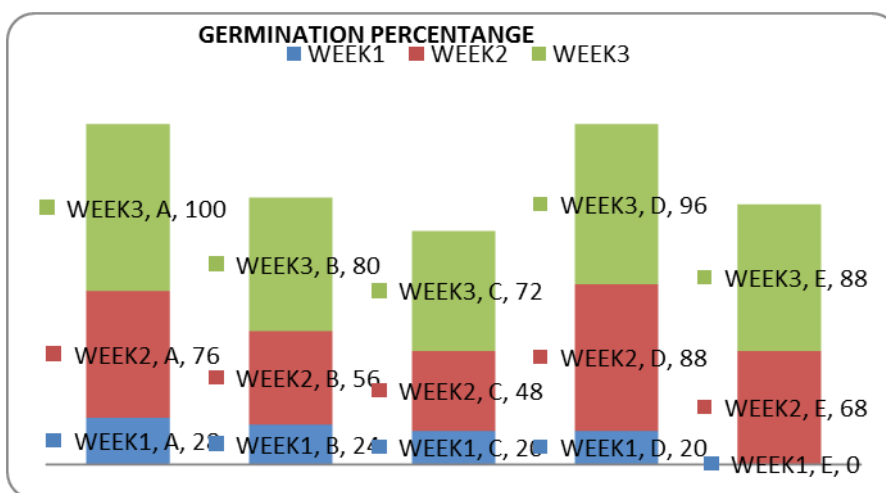 GERMINATION PERCENTANGE
WEEK1 WEEK2 WEEK3
WEEK3, A, 100
WEEK3, B, 80
WEEK3, C, 72
WEEK3, D, 96
WEEK3, E, 88
WEEK2, A, 76
WEEK2, B, 56
WEEK2, C, 48
WEEK2, D, 88
WEEK2, E, 68
WEEK1, A, 28
WEEK1, B, 24
WEEK1, C, 20
WEEK1, D, 20
WEEK1, E, 0